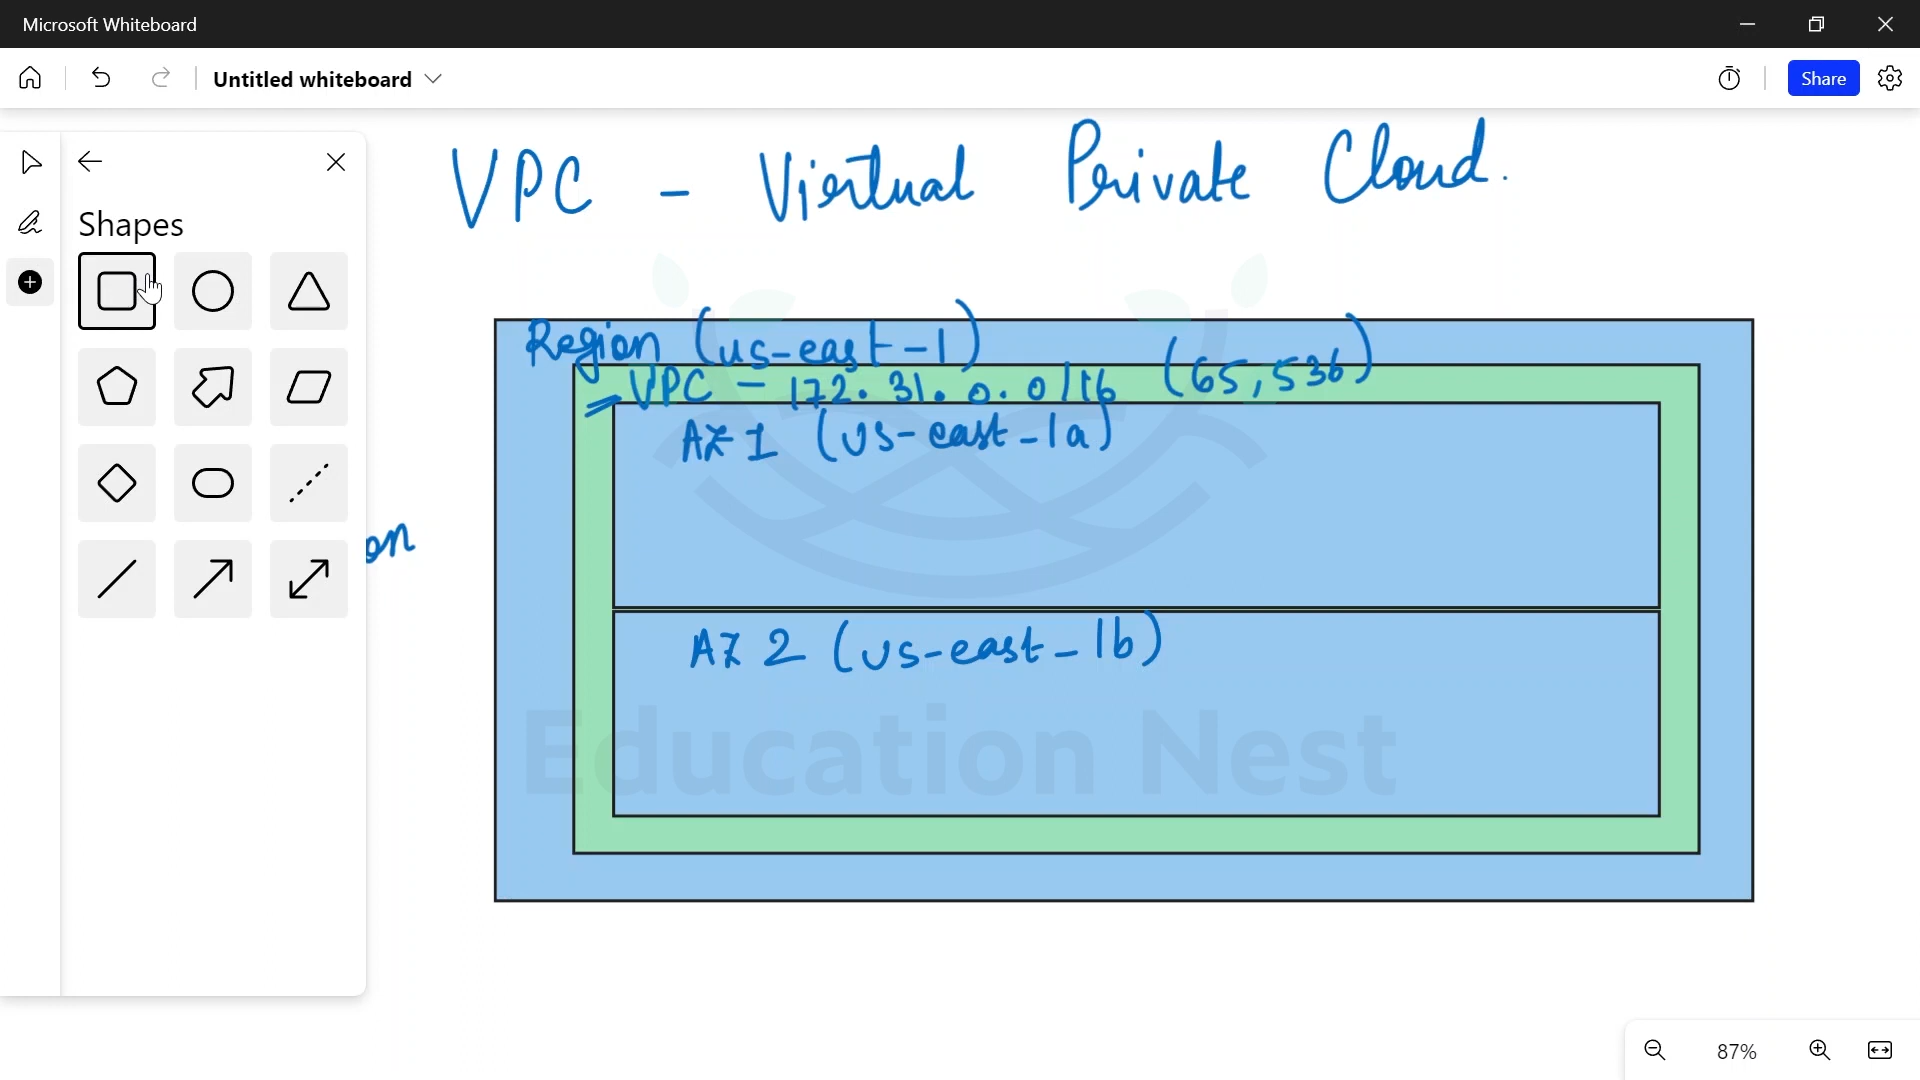 Microsoft Whiteboard
Untitled whiteboard
Share
Shapes
VPC - Virtual Private Cloud.
Region (us-east-1)
VPC - 172.31.0.0/16 (65,536)
AZ 1 (us-east-1a)
on
AZ 2 (us-east-1b)
Education Nest
87%